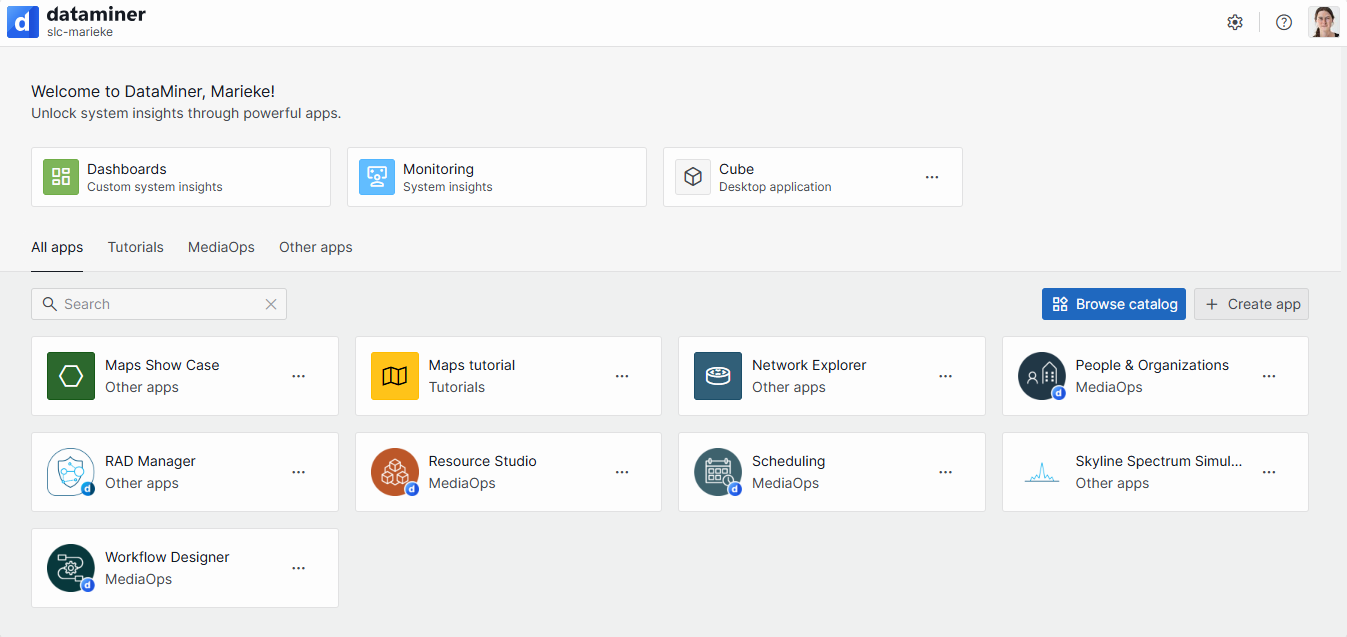 dataminer
slc-marieke
Welcome to DataMiner, Marieke!
Unlock system insights through powerful apps.
Dashboards
Custom system insights
Monitoring
System insights
Cube
Desktop application
All apps Tutorials MediaOps Other apps
Search
Browse catalog
Create app
Maps Show Case
Other apps
Maps tutorial
Tutorials
Network Explorer
Other apps
People & Organizations
MediaOps
RAD Manager
Other apps
Resource Studio
MediaOps
Scheduling
MediaOps
Skyline Spectrum Simul...
Other apps
Workflow Designer
MediaOps